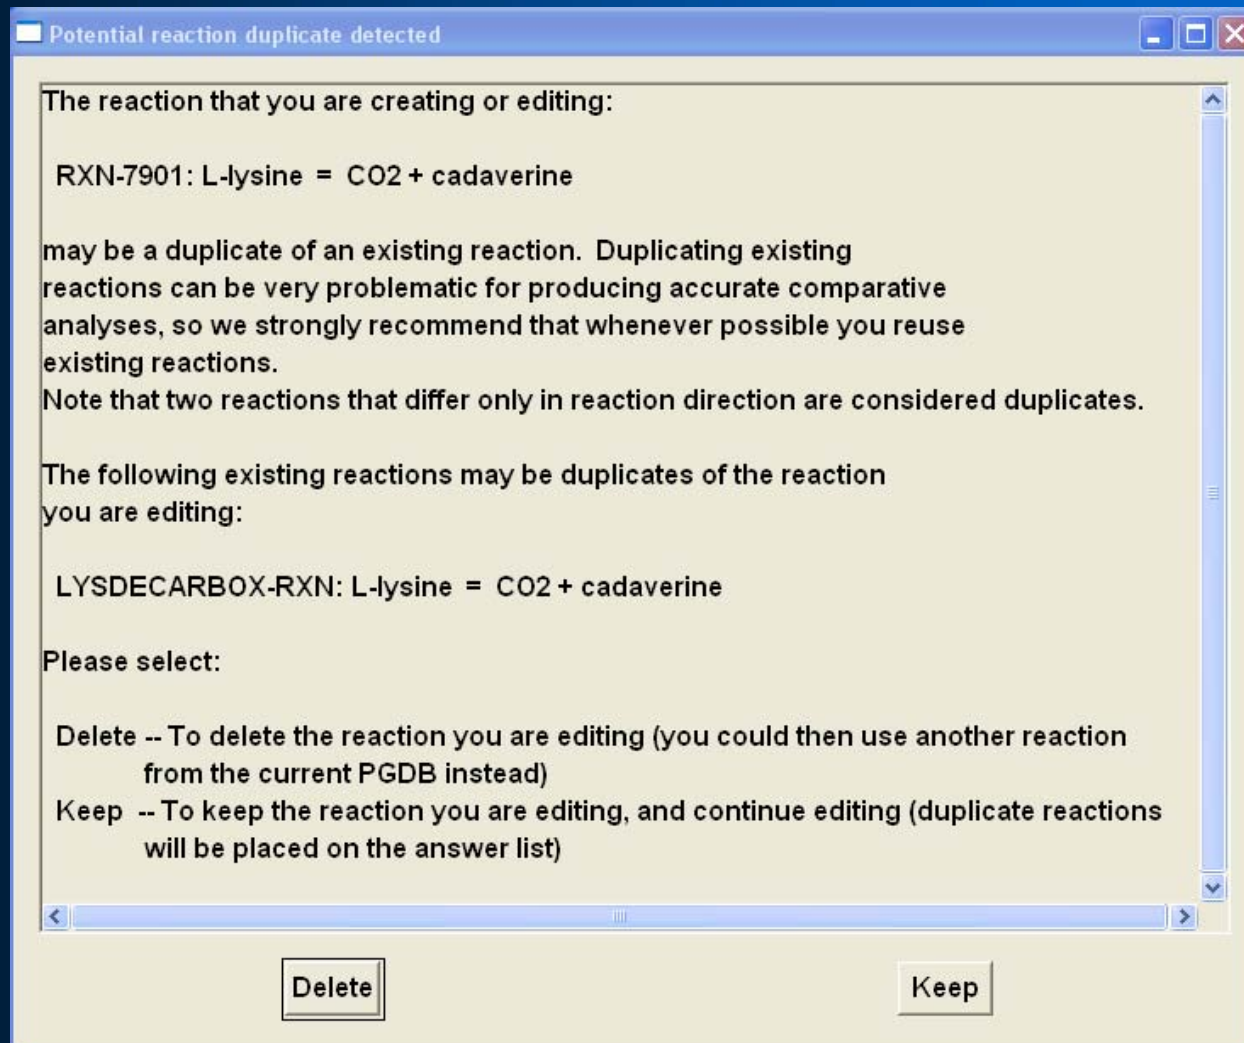 Potential reaction duplicate detected
The reaction that you are creating or editing:
RXN-7901: L-lysine = CO2 + cadaverine
may be a duplicate of an existing reaction. Duplicating existing
reactions can be very problematic for producing accurate comparative
analyses, so we strongly recommend that whenever possible you reuse
existing reactions.
Note that two reactions that differ only in reaction direction are considered duplicates.
The following existing reactions may be duplicates of the reaction
you are editing:
LYSDECARBOX-RXN: L-lysine = CO2 + cadaverine
Please select:
Delete -- To delete the reaction you are editing (you could then use another reaction
from the current PGDB instead)
Keep -- To keep the reaction you are editing, and continue editing (duplicate reactions
will be placed on the answer list)
Delete Keep